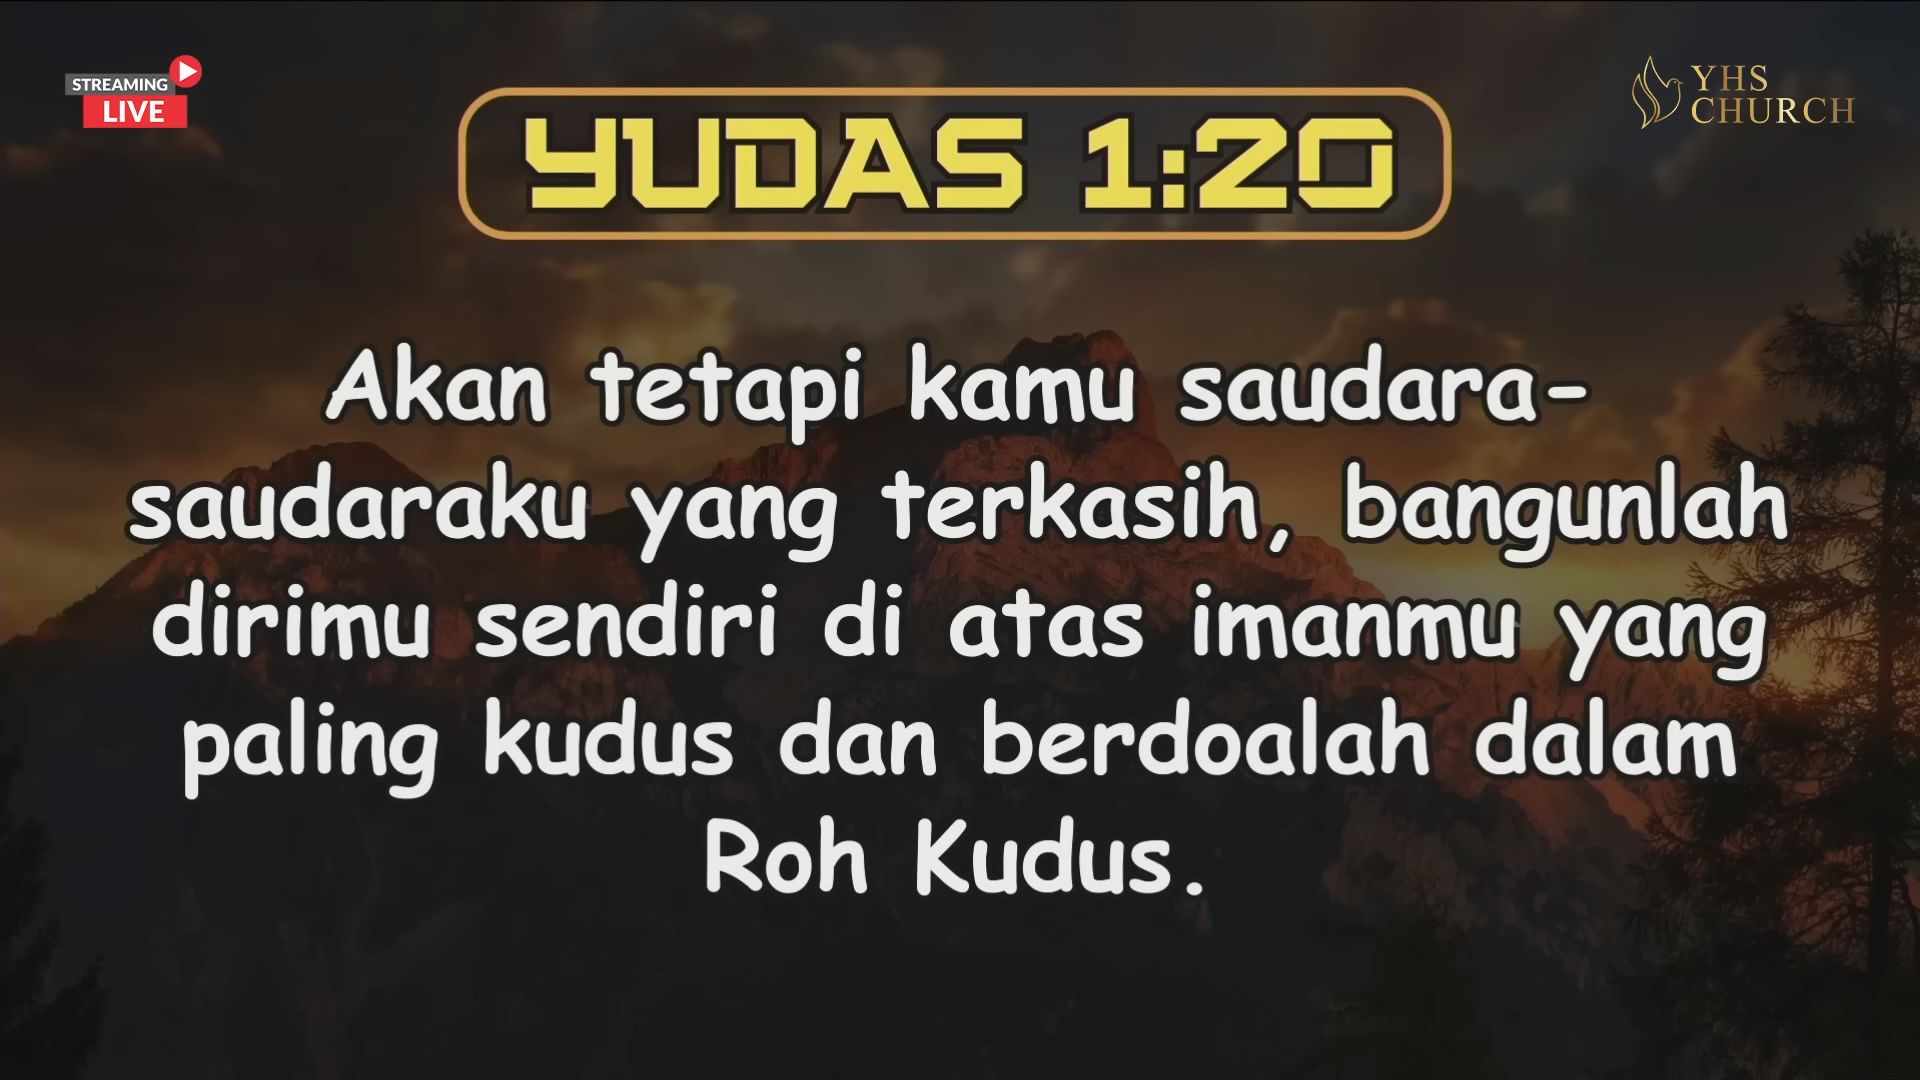 STREAMING
LIVE
YHS
CHURCH
YUDAS 1:20
Akan tetapi kamu saudara-
saudaraku yang terkasih, bangunlah
dirimu sendiri di atas imanmu yang
paling kudus dan berdoalah dalam
Roh Kudus.